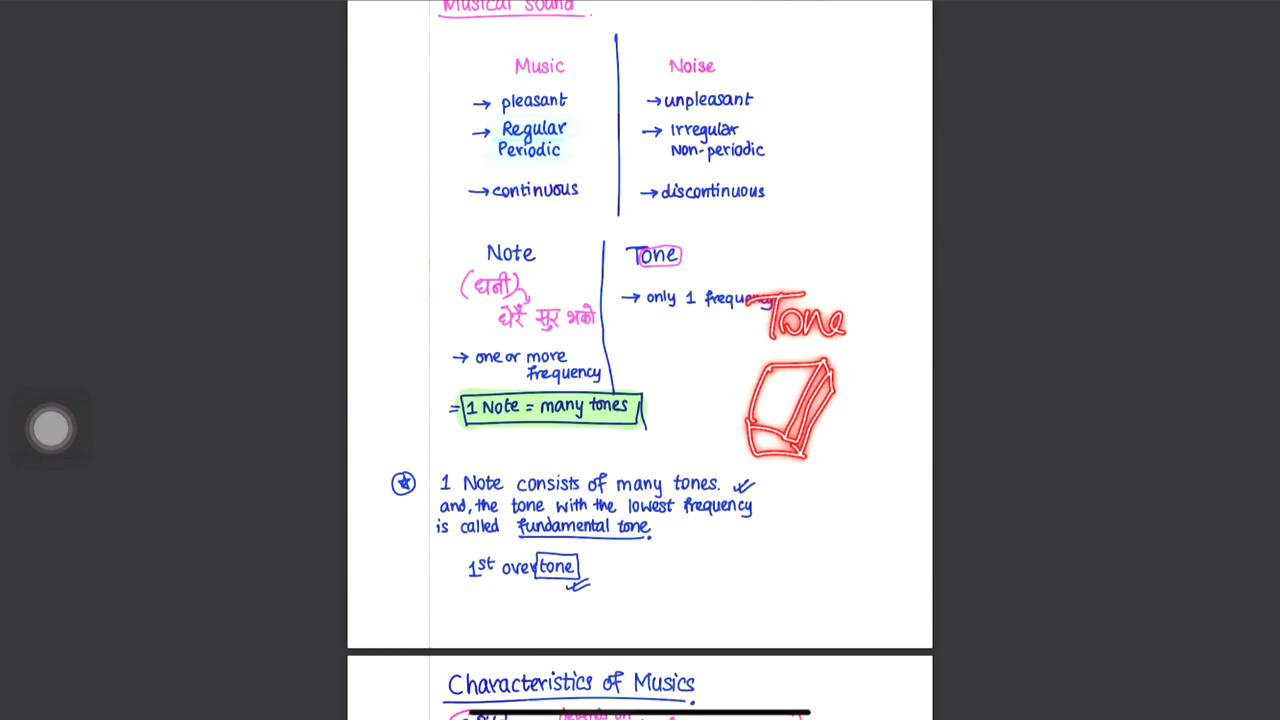 Musical sound
Music
Noise
→ pleasant
→ unpleasant
→ Regular
Periodic
→ Irregular
Non-periodic
→ continuous
→ discontinuous
Note
Tone
(धनी)
धेरै सुर भको
→ only 1 frequency
Tone
→ one or more
frequency
= 1 Note = many tones
1 Note consists of many tones.
and, the tone with the lowest frequency
is called fundamental tone.
1st overtone
Characteristics of Musics